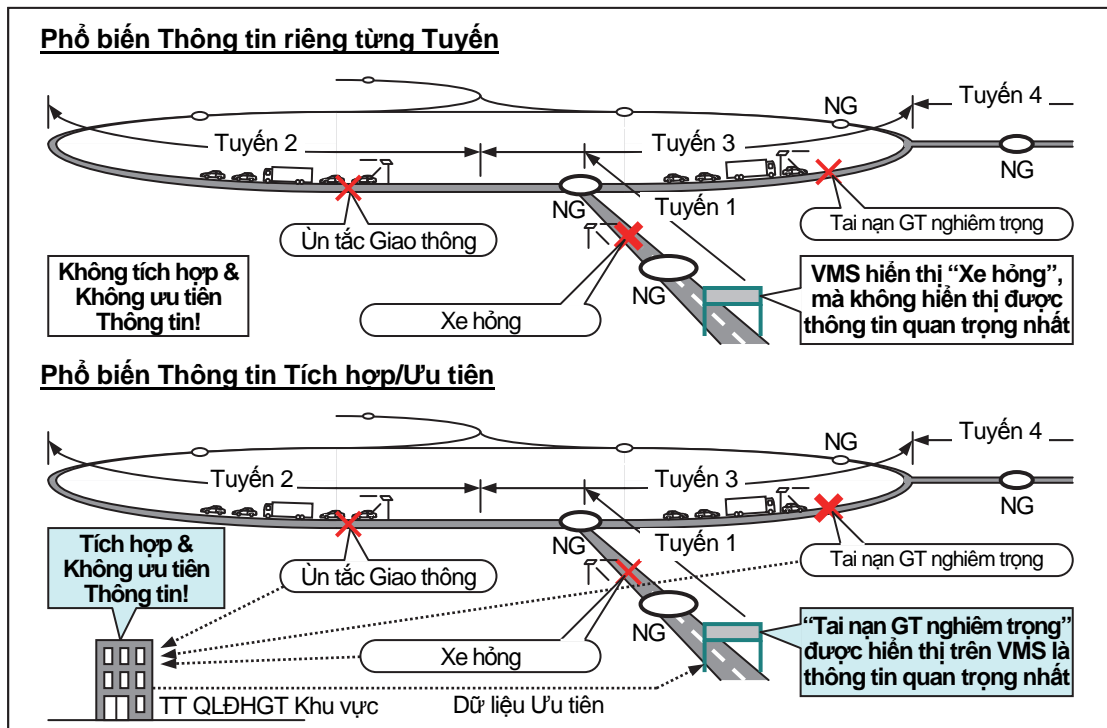 Phổ biến Thông tin riêng từng Tuyến
NG
Tuyến 4
Tuyến 2
Tuyến 3
NG
NG
Tuyến 1
Ùn tắc Giao thông
Tai nạn GT nghiêm trọng
Không tích hợp &
Không ưu tiên
Thông tin!
NG
Xe hỏng
VMS hiển thị “Xe hỏng”,
mà không hiển thị được
thông tin quan trọng nhất
Phổ biến Thông tin Tích hợp/Ưu tiên
NG
Tuyến 4
Tuyến 2
Tuyến 3
NG
NG
Tuyến 1
Tích hợp &
Không ưu tiên
Thông tin!
Ùn tắc Giao thông
Tai nạn GT nghiêm trọng
NG
Xe hỏng
“Tai nạn GT nghiêm trọng”
được hiển thị trên VMS là
thông tin quan trọng nhất
TT QLĐHGT Khu vực
Dữ liệu Ưu tiên